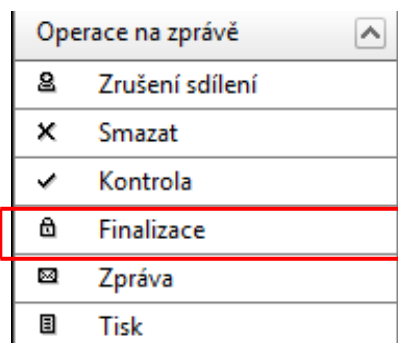 Operace na zprávě
Zrušení sdílení
Smazat
Kontrola
Finalizace
Zpráva
Tisk